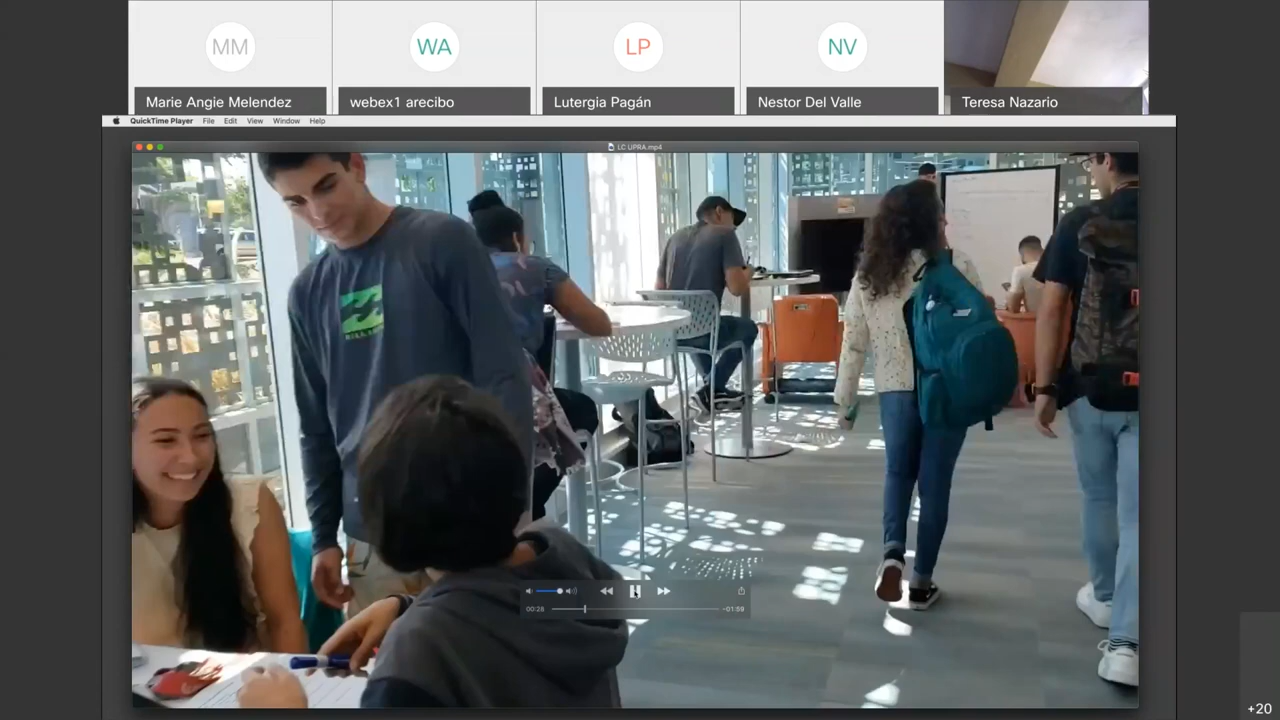 MM
WA
LP
NV
Marie Angie Melendez
webex1 arecibo
Lutergia Pagán
Nestor Del Valle
Teresa Nazario
QuickTime Player File Edit View Window Help
LC UPRA.mp4
00:28
-01:59
+20